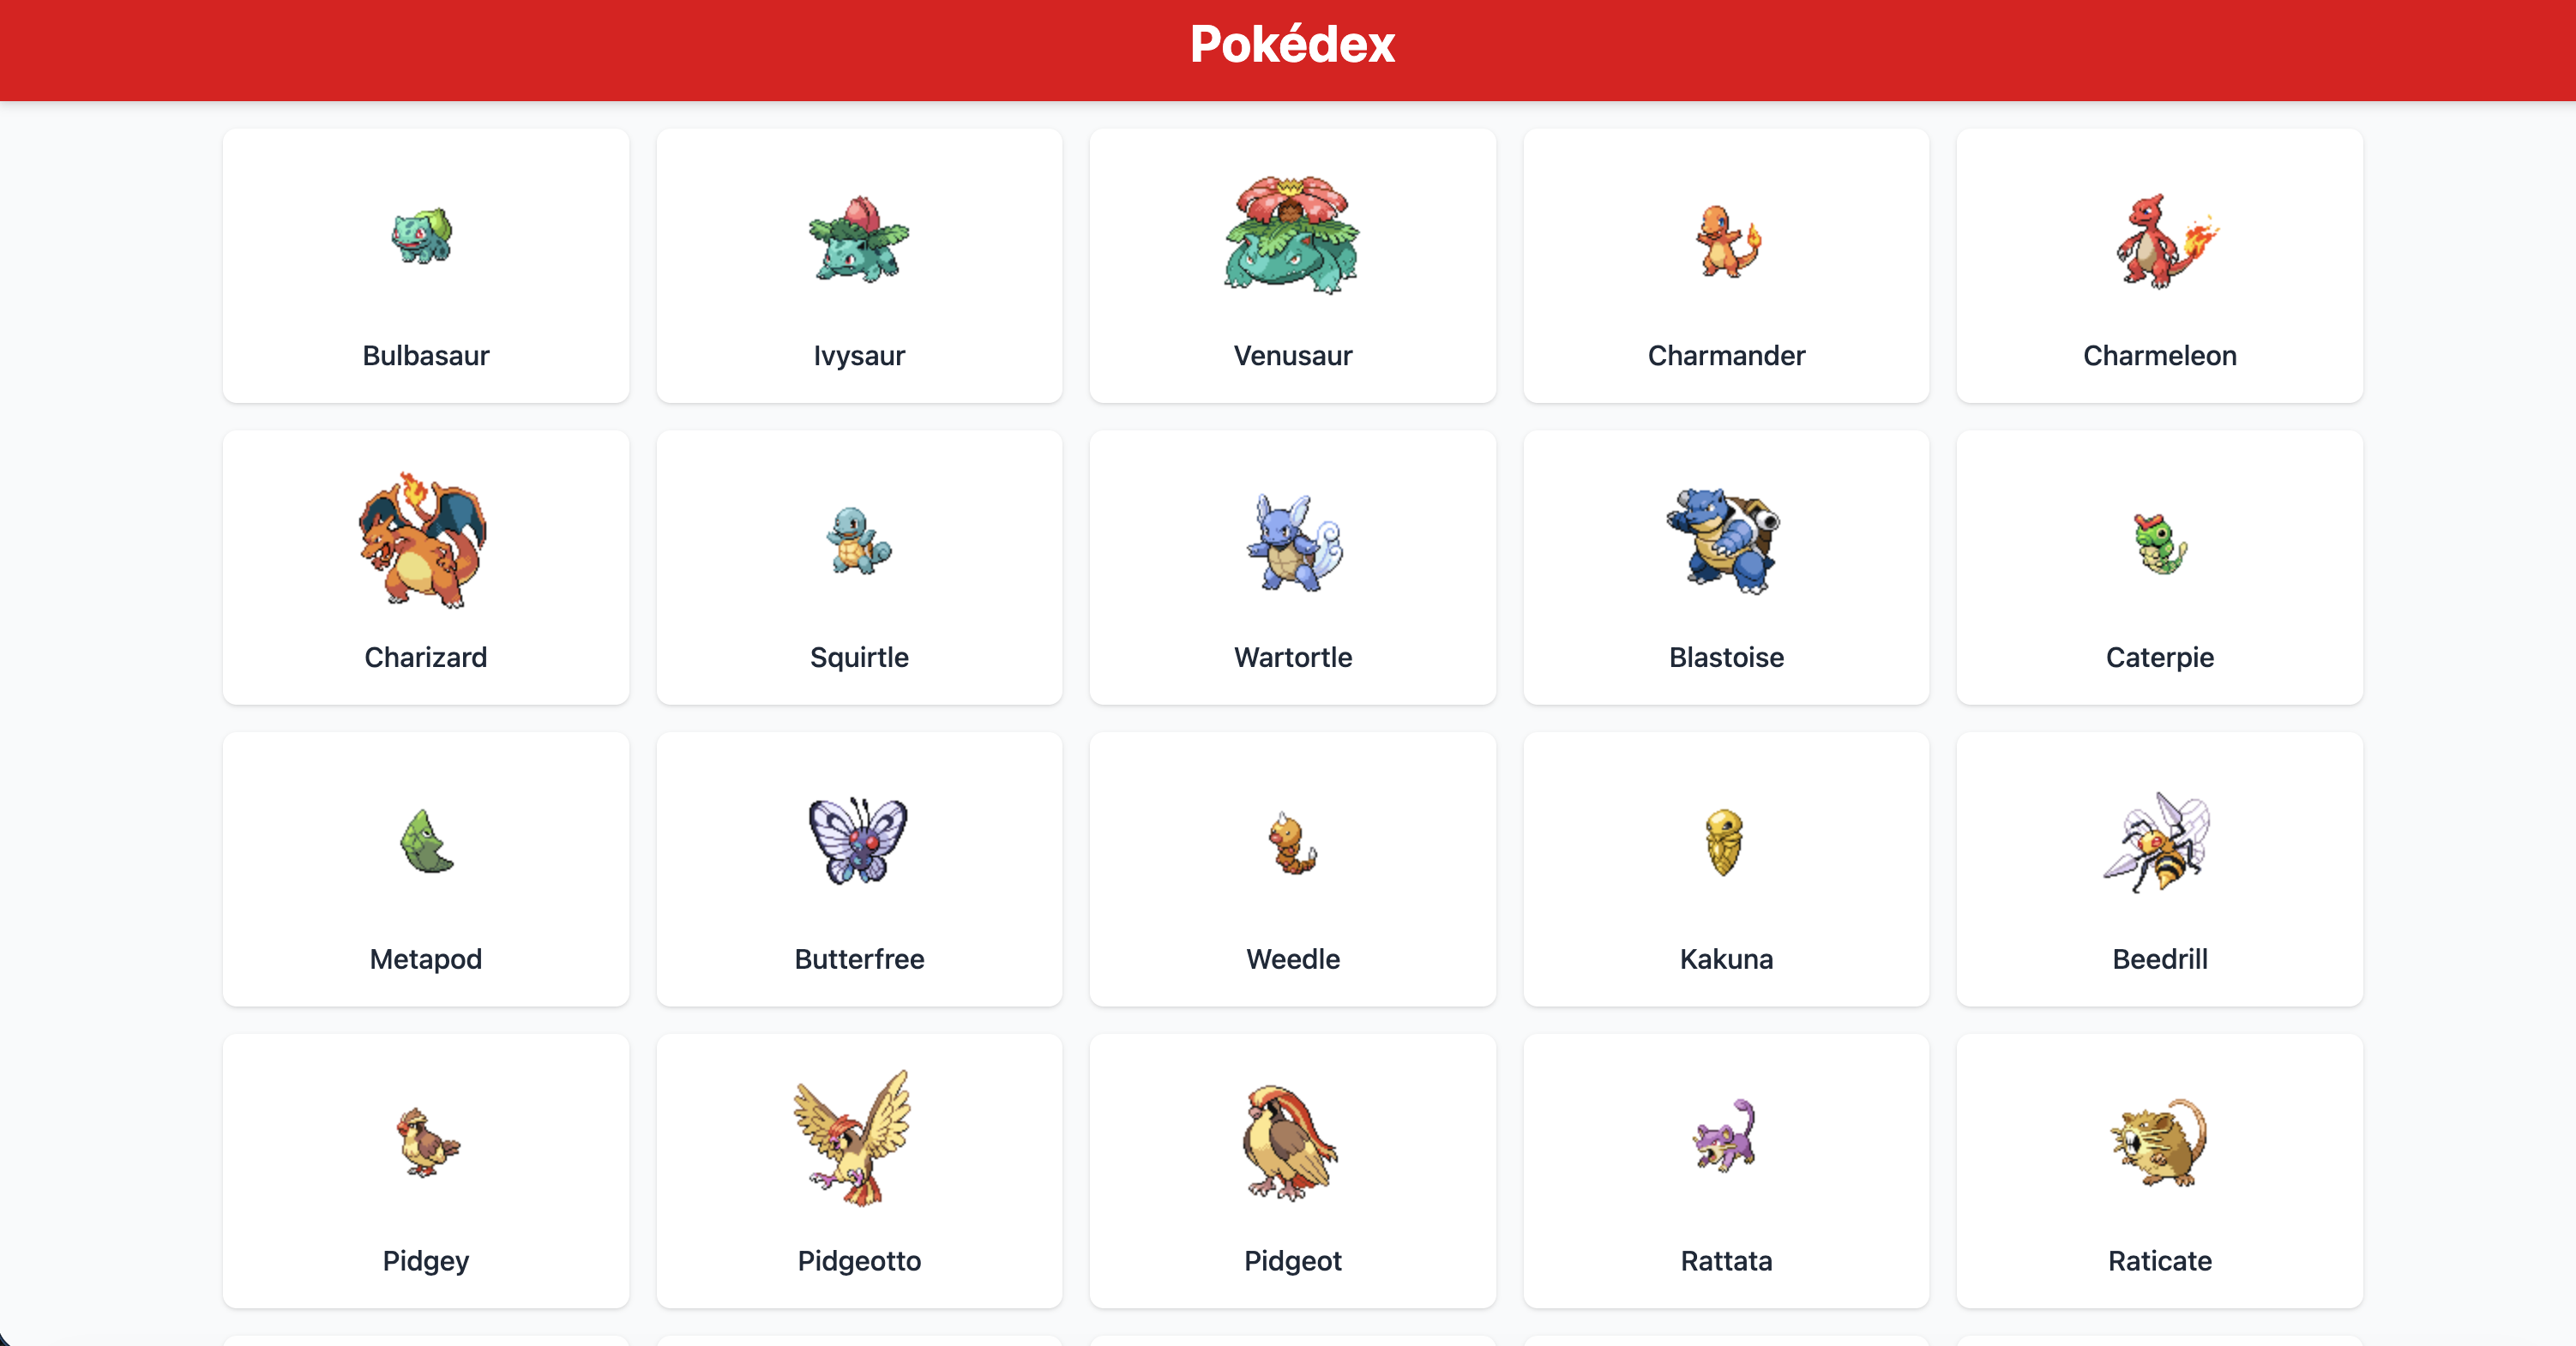 Pokédex
Bulbasaur
Ivysaur
Venusaur
Charmander
Charmeleon
Charizard
Squirtle
Wartortle
Blastoise
Caterpie
Metapod
Butterfree
Weedle
Kakuna
Beedrill
Pidgey
Pidgeotto
Pidgeot
Rattata
Raticate